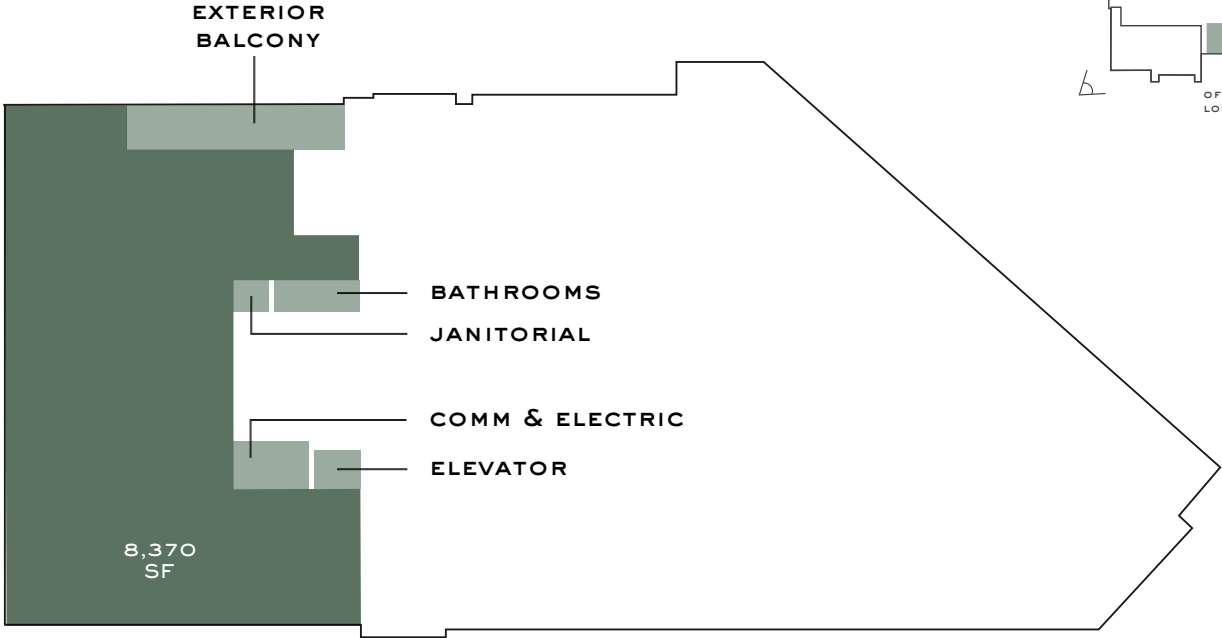 EXTERIOR
BALCONY
BATHROOMS
JANITORIAL
COMM & ELECTRIC
ELEVATOR
8,370
SF